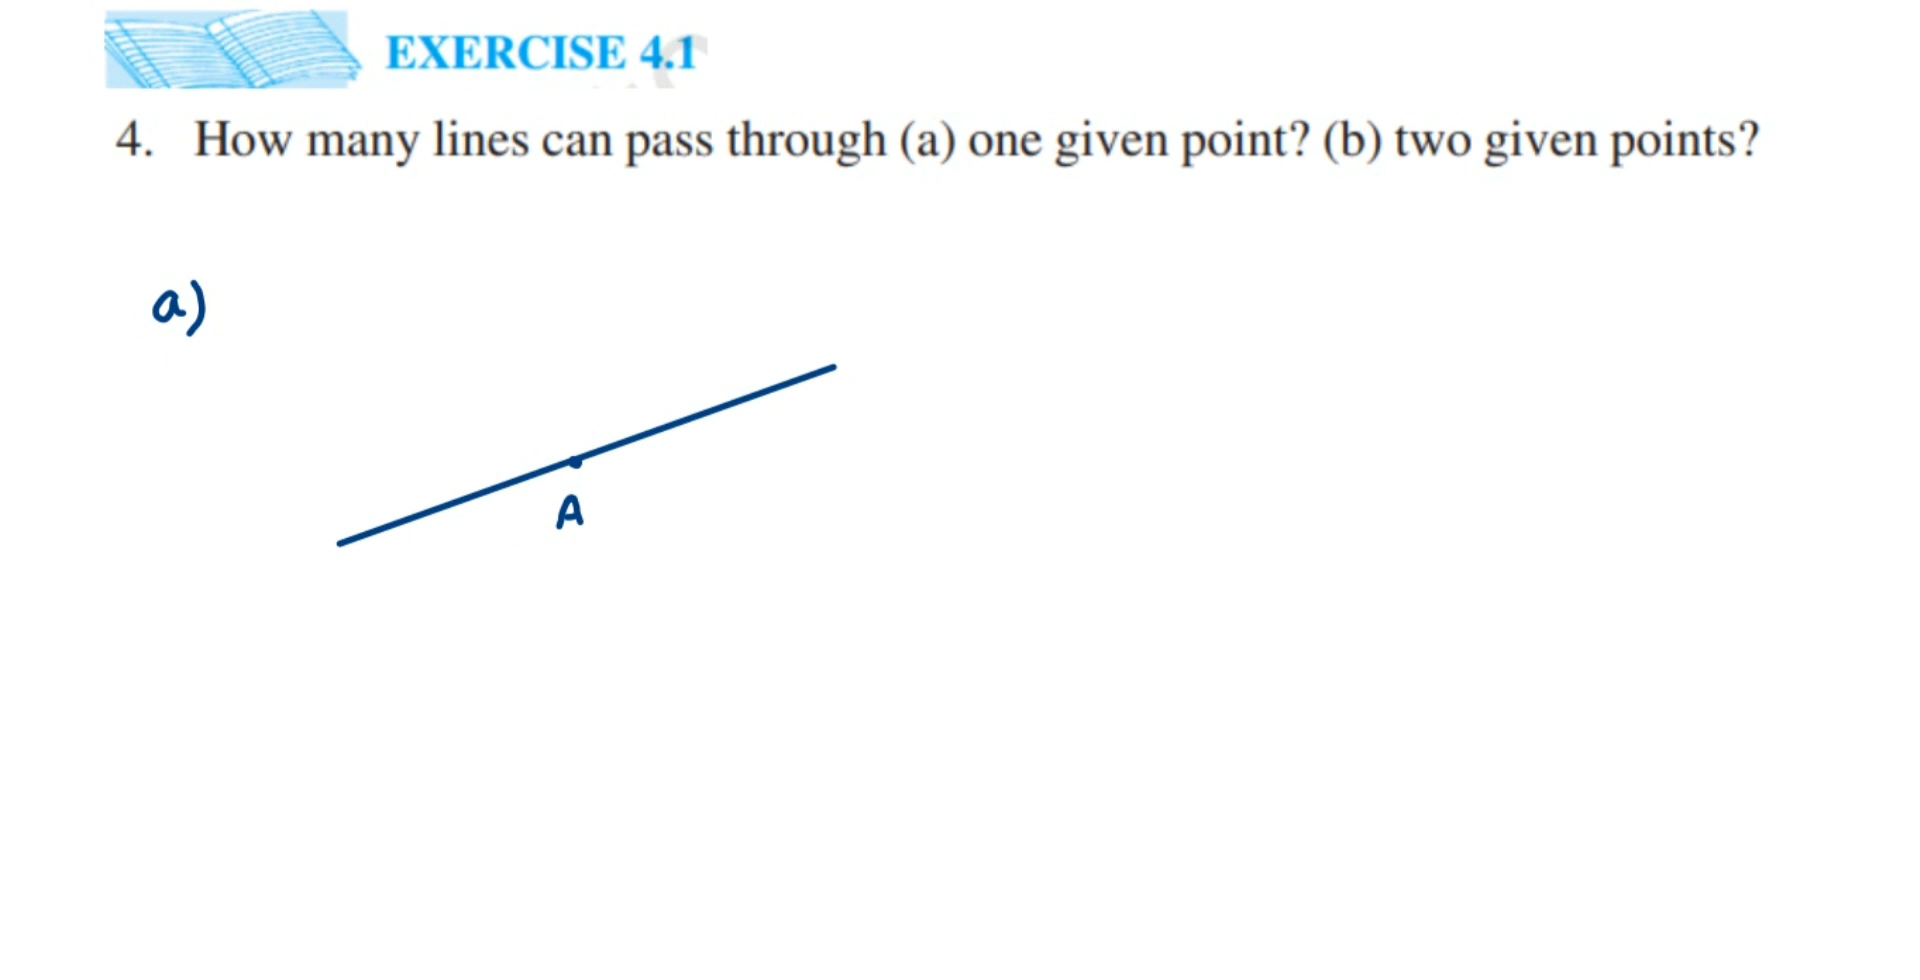 EXERCISE 4.1
4. How many lines can pass through (a) one given point? (b) two given points?
a)
A